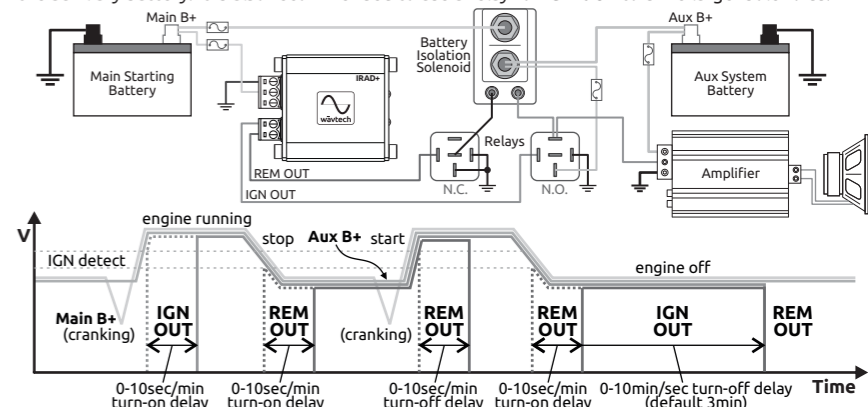 Main B+
Aux B+
Battery
Isolation
Solenoid
Main Starting
Battery
IRAD+
wāvtech
Aux System
Battery
Relays
Amplifier
REM OUT
IGN OUT
N.C.
N.O.
V
engine running
stop
Aux B+
start
IGN detect
engine off
Main B+
(cranking)
IGN
OUT
REM
OUT
(cranking)
REM
OUT
REM
OUT
IGN
OUT
REM
OUT
Time
0-10sec/min
turn-on delay
0-10sec/min
turn-on delay
0-10sec/min
turn-off delay
0-10sec/min
turn-on delay
0-10min/sec turn-off delay
(default 3min)